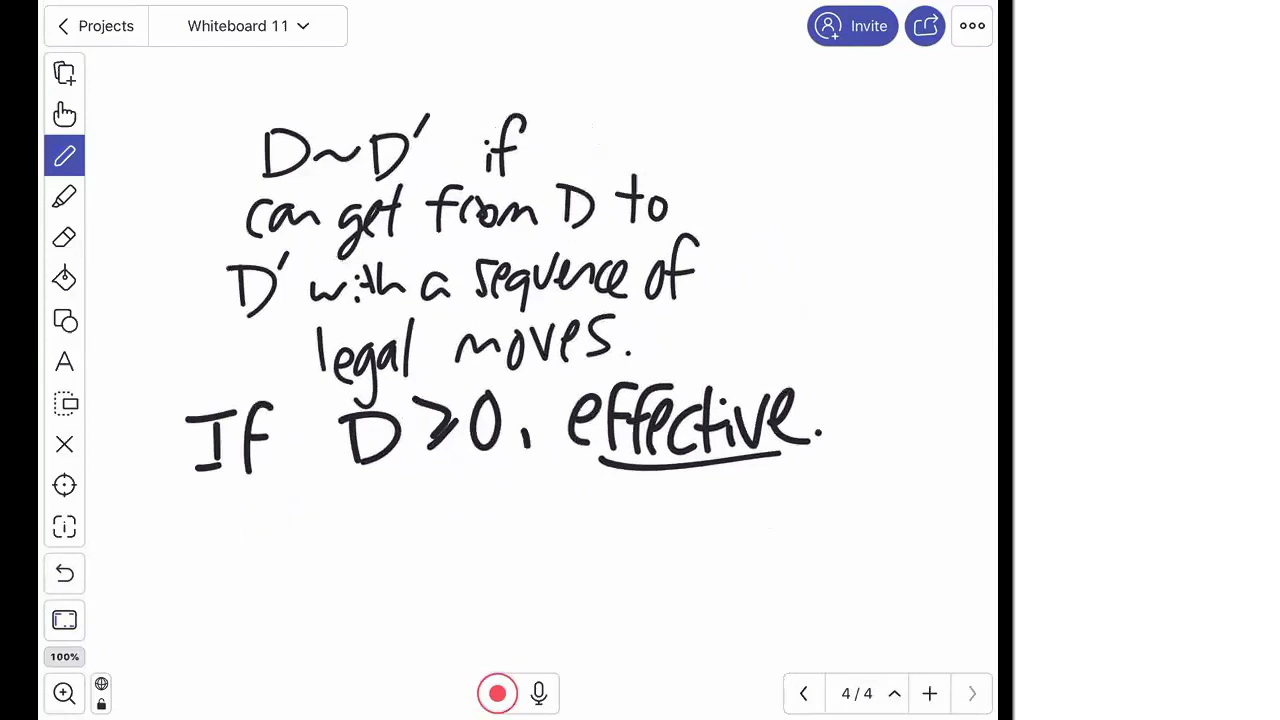 Projects
Whiteboard 11
Invite
D~D′ if
can get from D to
D′ with a sequence of
legal moves.
If D≥0, effective.
A
100%
4/4